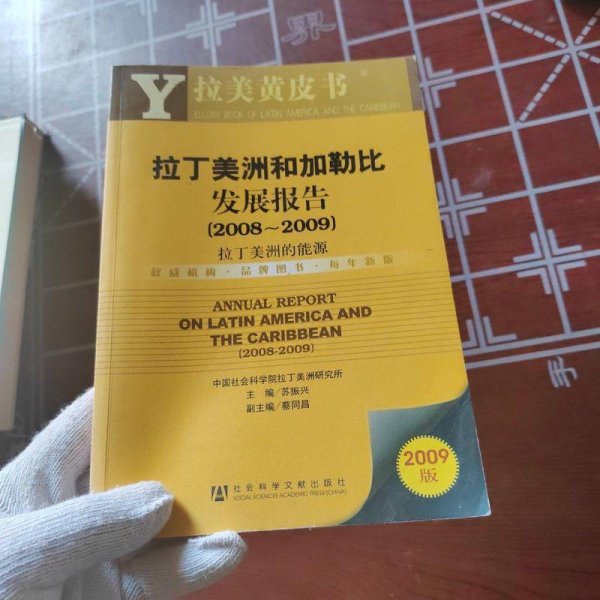 Y 拉美黄皮书
ELLOW BOOK OF LATIN AMERICA AND THE CARIBBEAN
拉丁美洲和加勒比
发展报告
(2008~2009)
拉丁美洲的能源
权威机构·品牌图书·每年新版
ANNUAL REPORT
ON LATIN AMERICA AND
THE CARIBBEAN
(2008-2009)
中国社会科学院拉丁美洲研究所
主 编/苏振兴
副主编/蔡同昌
2009
版
社会科学文献出版社
SOCIAL SCIENCES ACADEMIC PRESS (CHINA)
界